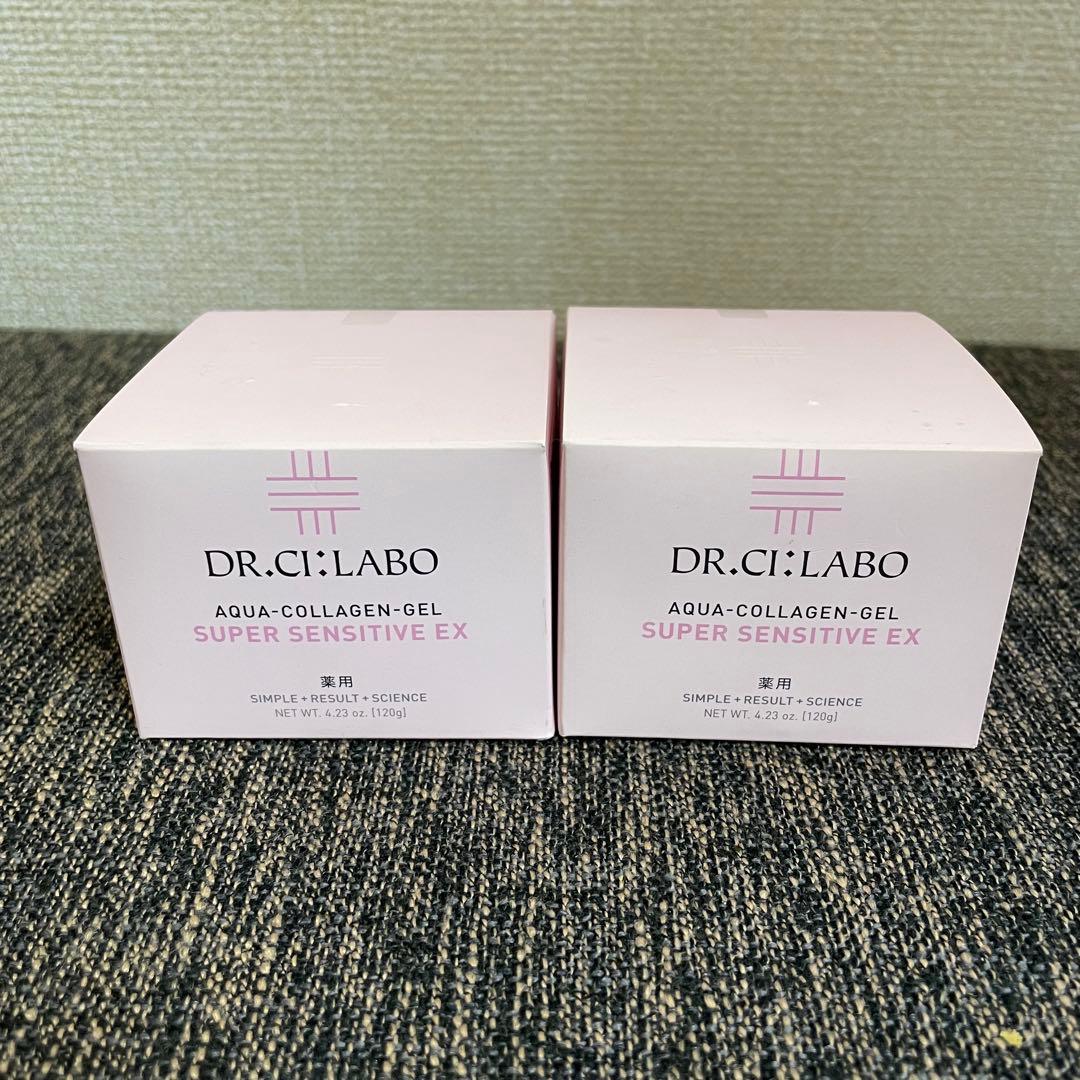 DR.CI:LABO
AQUA-COLLAGEN-GEL
SUPER SENSITIVE EX
薬用
SIMPLE+RESULT+SCIENCE
NET WT. 4.23 oz. [120g]
DR.CI:LABO
AQUA-COLLAGEN-GEL
SUPER SENSITIVE EX
薬用
SIMPLE+RESULT+SCIENCE
NET WT. 4.23 oz. [120g]